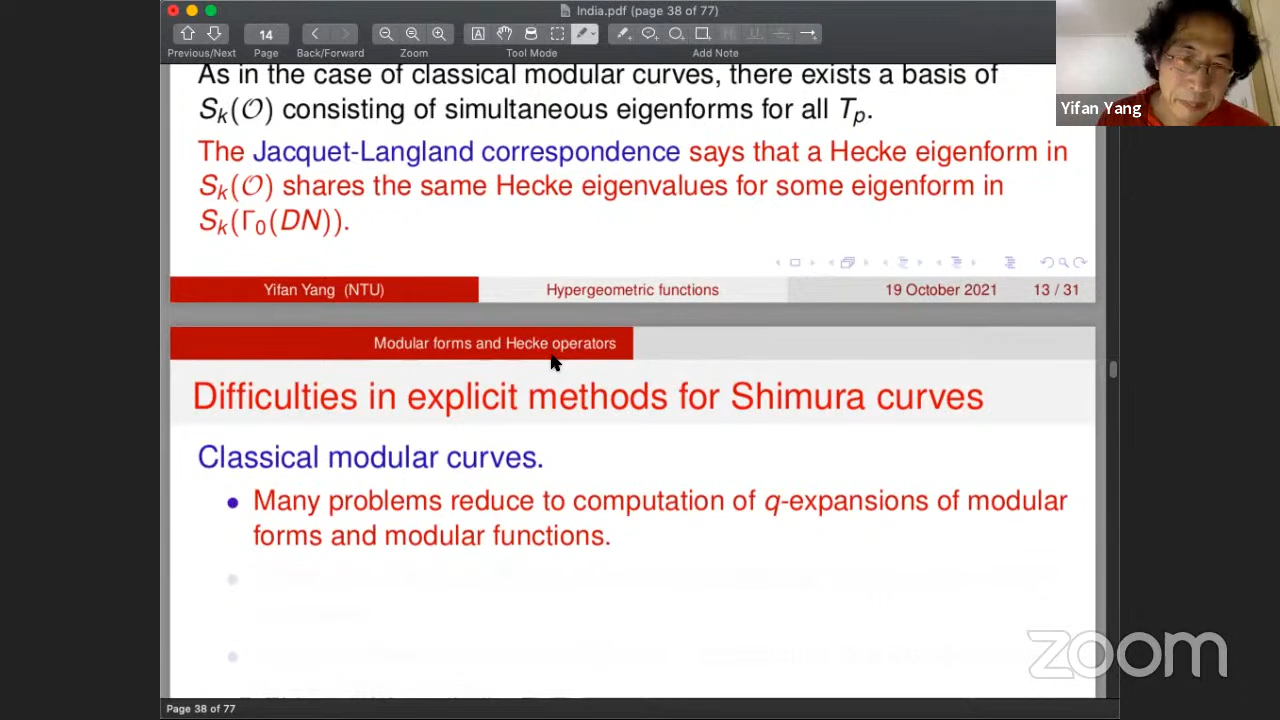 India.pdf (page 38 of 77)
14
Previous/Next Page Back/Forward Zoom Tool Mode Add Note
Yifan Yang
As in the case of classical modular curves, there exists a basis of
Sₖ(𝒪) consisting of simultaneous eigenforms for all Tₚ.
The Jacquet-Langland correspondence says that a Hecke eigenform in
Sₖ(𝒪) shares the same Hecke eigenvalues for some eigenform in
Sₖ(Γ₀(DN)).
Yifan Yang (NTU) Hypergeometric functions 19 October 2021 13 / 31
Modular forms and Hecke operators
Difficulties in explicit methods for Shimura curves
Classical modular curves.
• Many problems reduce to computation of q-expansions of modular
forms and modular functions.
zoom
Page 38 of 77